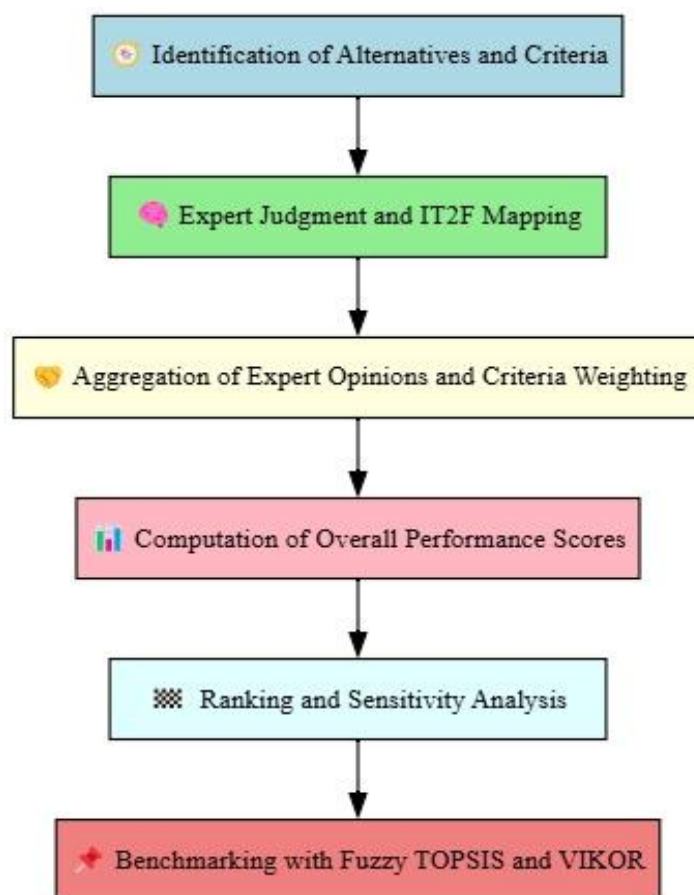 Identification of Alternatives and Criteria
Expert Judgment and IT2F Mapping
Aggregation of Expert Opinions and Criteria Weighting
Computation of Overall Performance Scores
Ranking and Sensitivity Analysis
Benchmarking with Fuzzy TOPSIS and VIKOR